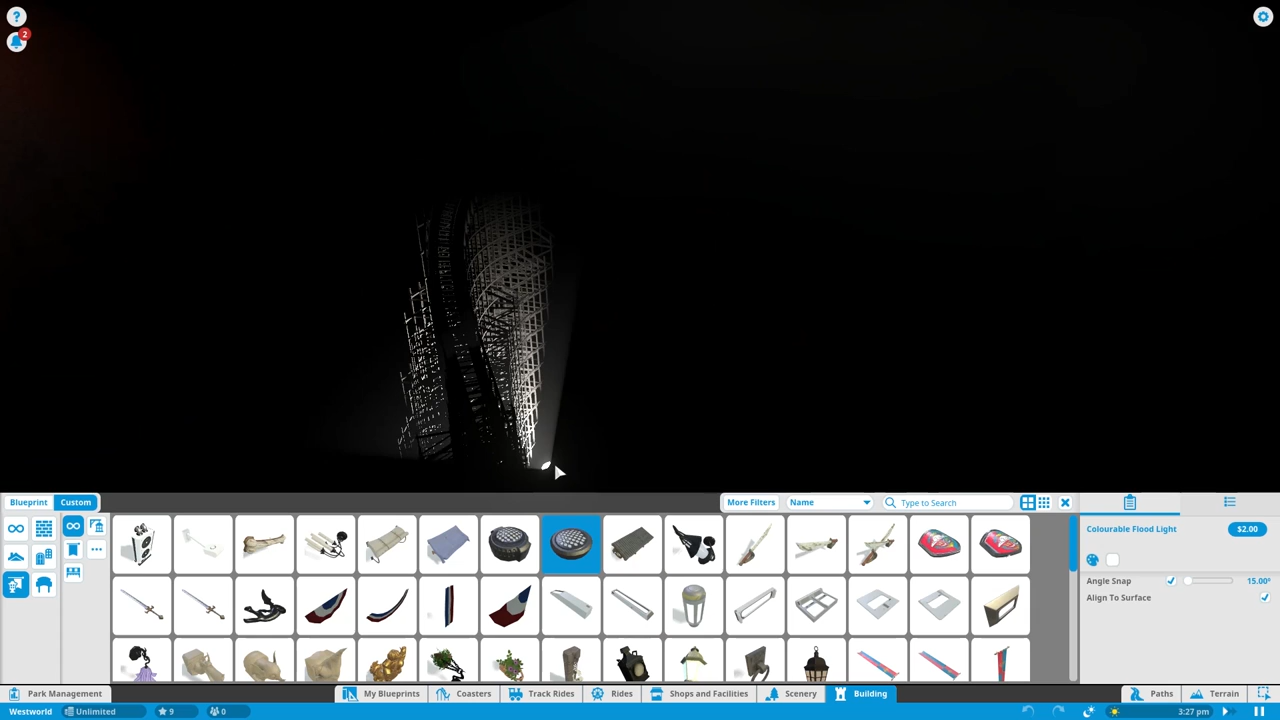 ?
2
Blueprint Custom More Filters Name Type to Search
Colourable Flood Light $2.00
Angle Snap 15.00°
Align To Surface
Park Management My Blueprints Coasters Track Rides Rides Shops and Facilities Scenery Building Paths Terrain
Westworld Unlimited 9 0 3:27 pm